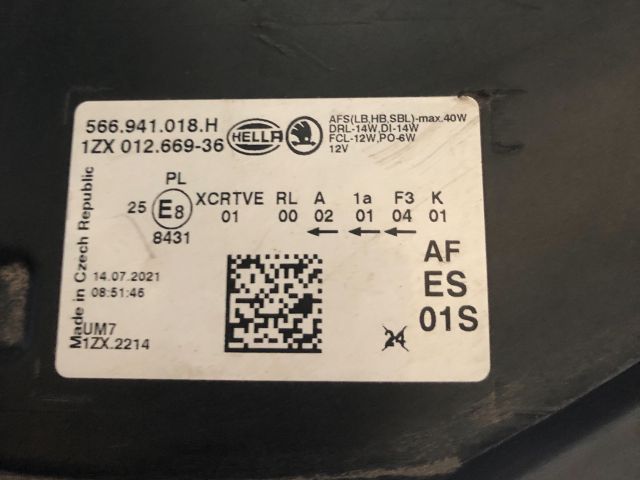 566.941.018.H
1ZX 012.669-36
HELLA
AFS(LB,HB,SBL)-max.40W
DRL-14W,DI-14W
FCL-12W,PO-6W
12V
PL
25 E8
8431
XCRTVE RL A 1a F3 K
01 00 02 01 04 01
← ← ←
Made in Czech Republic
14.07.2021
08:51:46
UM7
1ZX.2214
AF
ES
01S
24